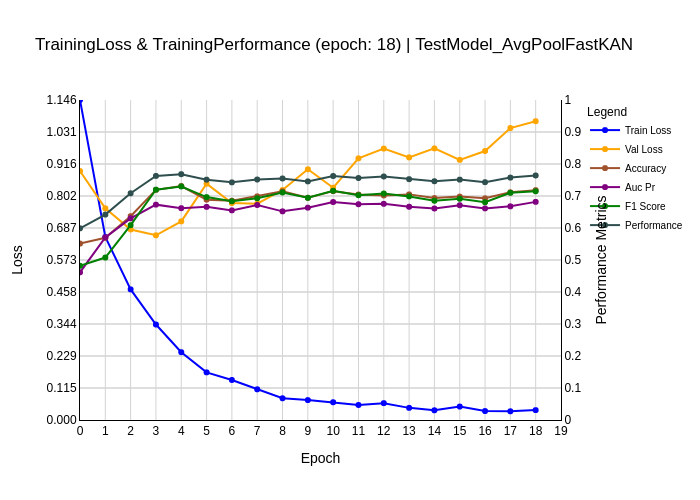 TrainingLoss & TrainingPerformance (epoch: 18) | TestModel_AvgPoolFastKAN
1.146
1.031
0.916
0.802
0.687
0.573
0.458
0.344
0.229
0.115
0.000
Loss
0 1 2 3 4 5 6 7 8 9 10 11 12 13 14 15 16 17 18 19
Epoch
1
0.9
0.8
0.7
0.6
0.5
0.4
0.3
0.2
0.1
0
Performance Metrics
Legend
Train Loss
Val Loss
Accuracy
Auc Pr
F1 Score
Performance